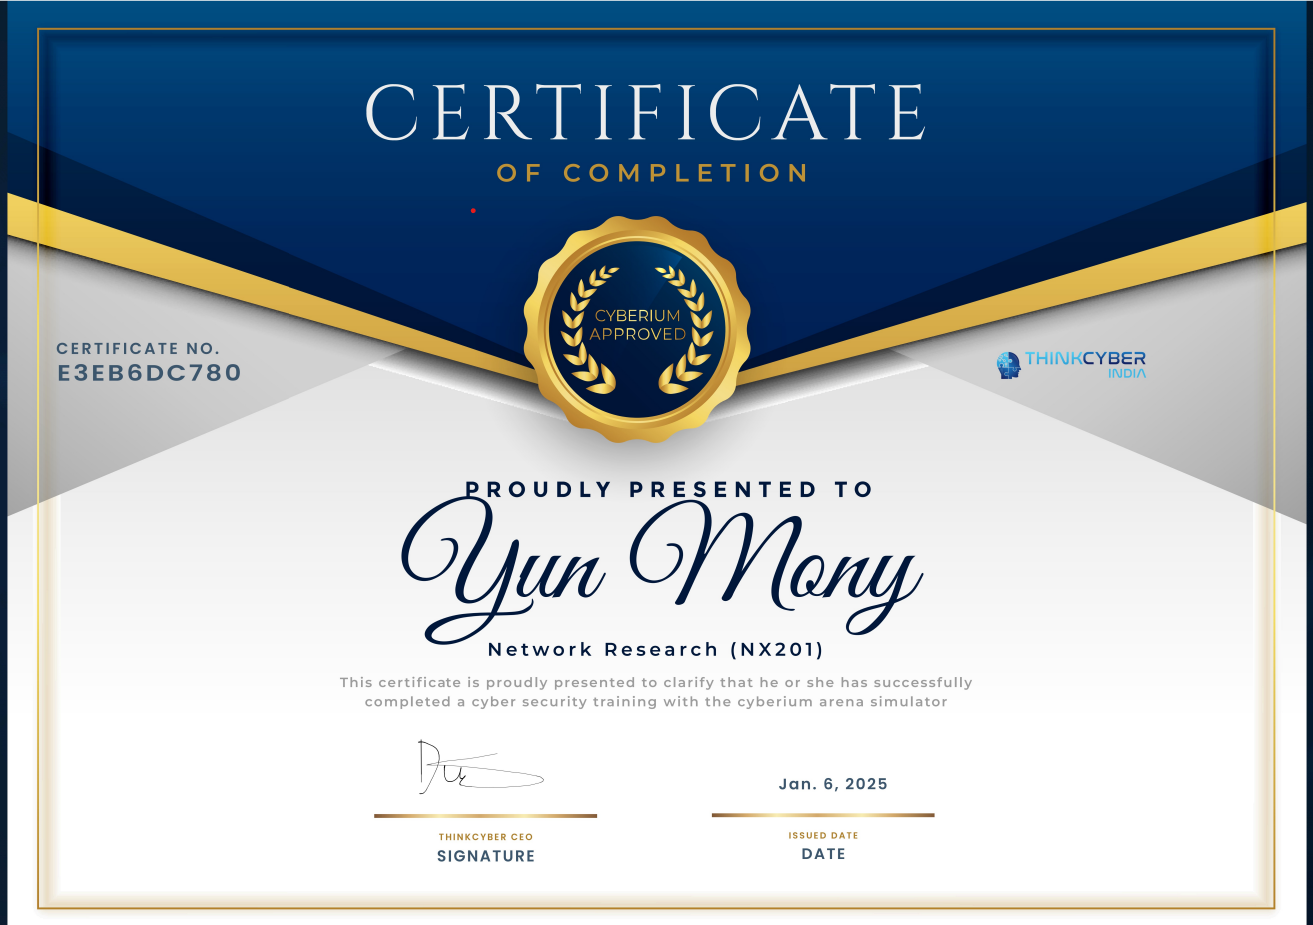 CERTIFICATE
OF COMPLETION
CYBERIUM
APPROVED
CERTIFICATE NO.
E3EB6DC780
THINKCYBER
INDIA
PROUDLY PRESENTED TO
Yun Mony
Network Research (NX201)
This certificate is proudly presented to clarify that he or she has successfully
completed a cyber security training with the cyberium arena simulator
Jan. 6, 2025
THINKCYBER CEO
SIGNATURE
ISSUED DATE
DATE